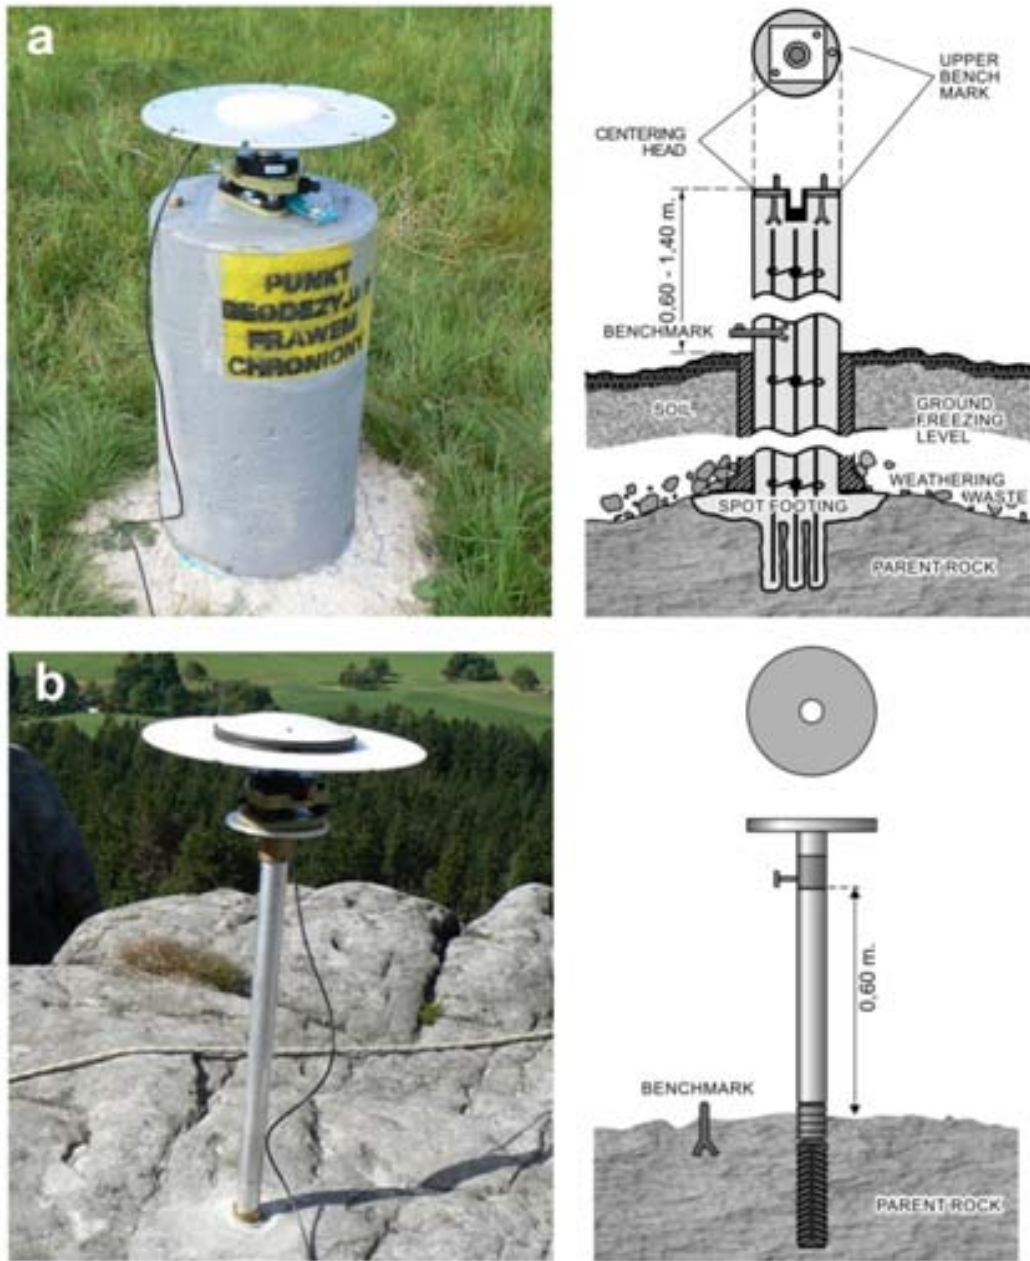 a
UPPER
BENCH
MARK
CENTERING
HEAD
0,60 - 1,40 m.
BENCHMARK
PUNKT
GEODEZYJNY
PRAWEM
CHRONIONY
SOIL
GROUND
FREEZING
LEVEL
WEATHERING
WASTE
SPOT FOOTING
PARENT ROCK
b
0,60 m.
BENCHMARK
PARENT ROCK